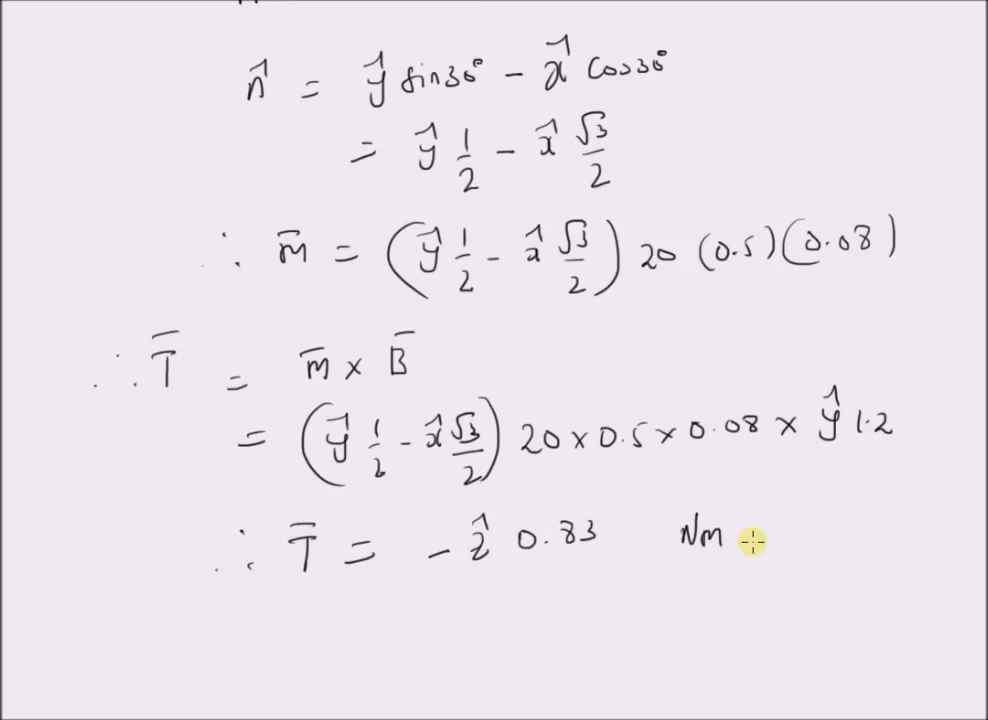 n̂ = ŷ sin30° - x̂ cos30°
= ŷ 1/2 - x̂ √3/2
∴ m̄ = (ŷ 1/2 - x̂ √3/2) 20 (0.5)(0.08)
∴ T̄ = m̄ × B̄
= (ŷ 1/2 - x̂ √3/2) 20 × 0.5 × 0.08 × ŷ 1.2
∴ T̄ = - ẑ 0.83 Nm